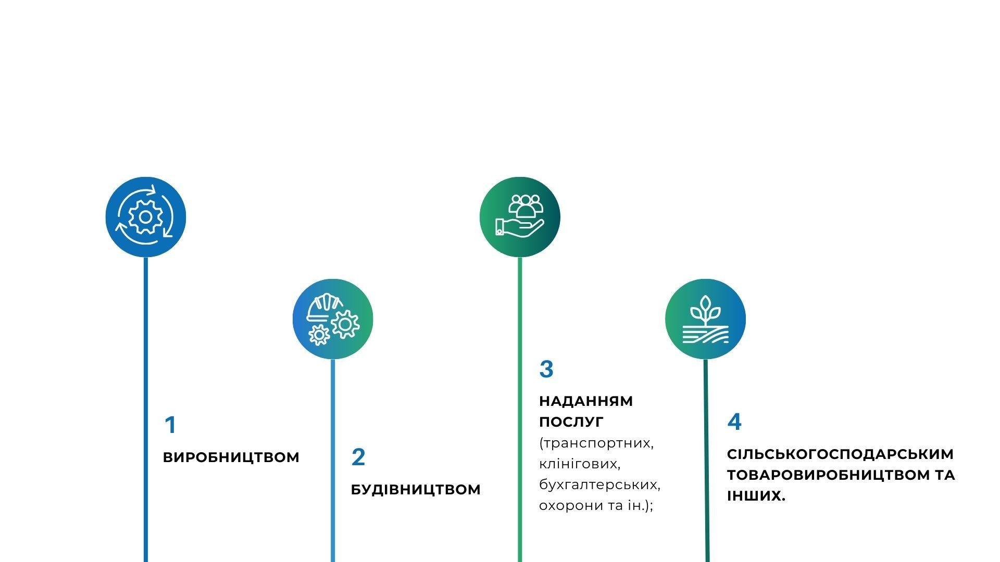 1
ВИРОБНИЦТВОМ
2
БУДІВНИЦТВОМ
3
НАДАННЯМ
ПОСЛУГ
(транспортних,
клінігових,
бухгалтерських,
охорони та ін.);
4
СІЛЬСЬКОГОСПОДАРСЬКИМ
ТОВАРОВИРОБНИЦТВОМ ТА
ІНШИХ.